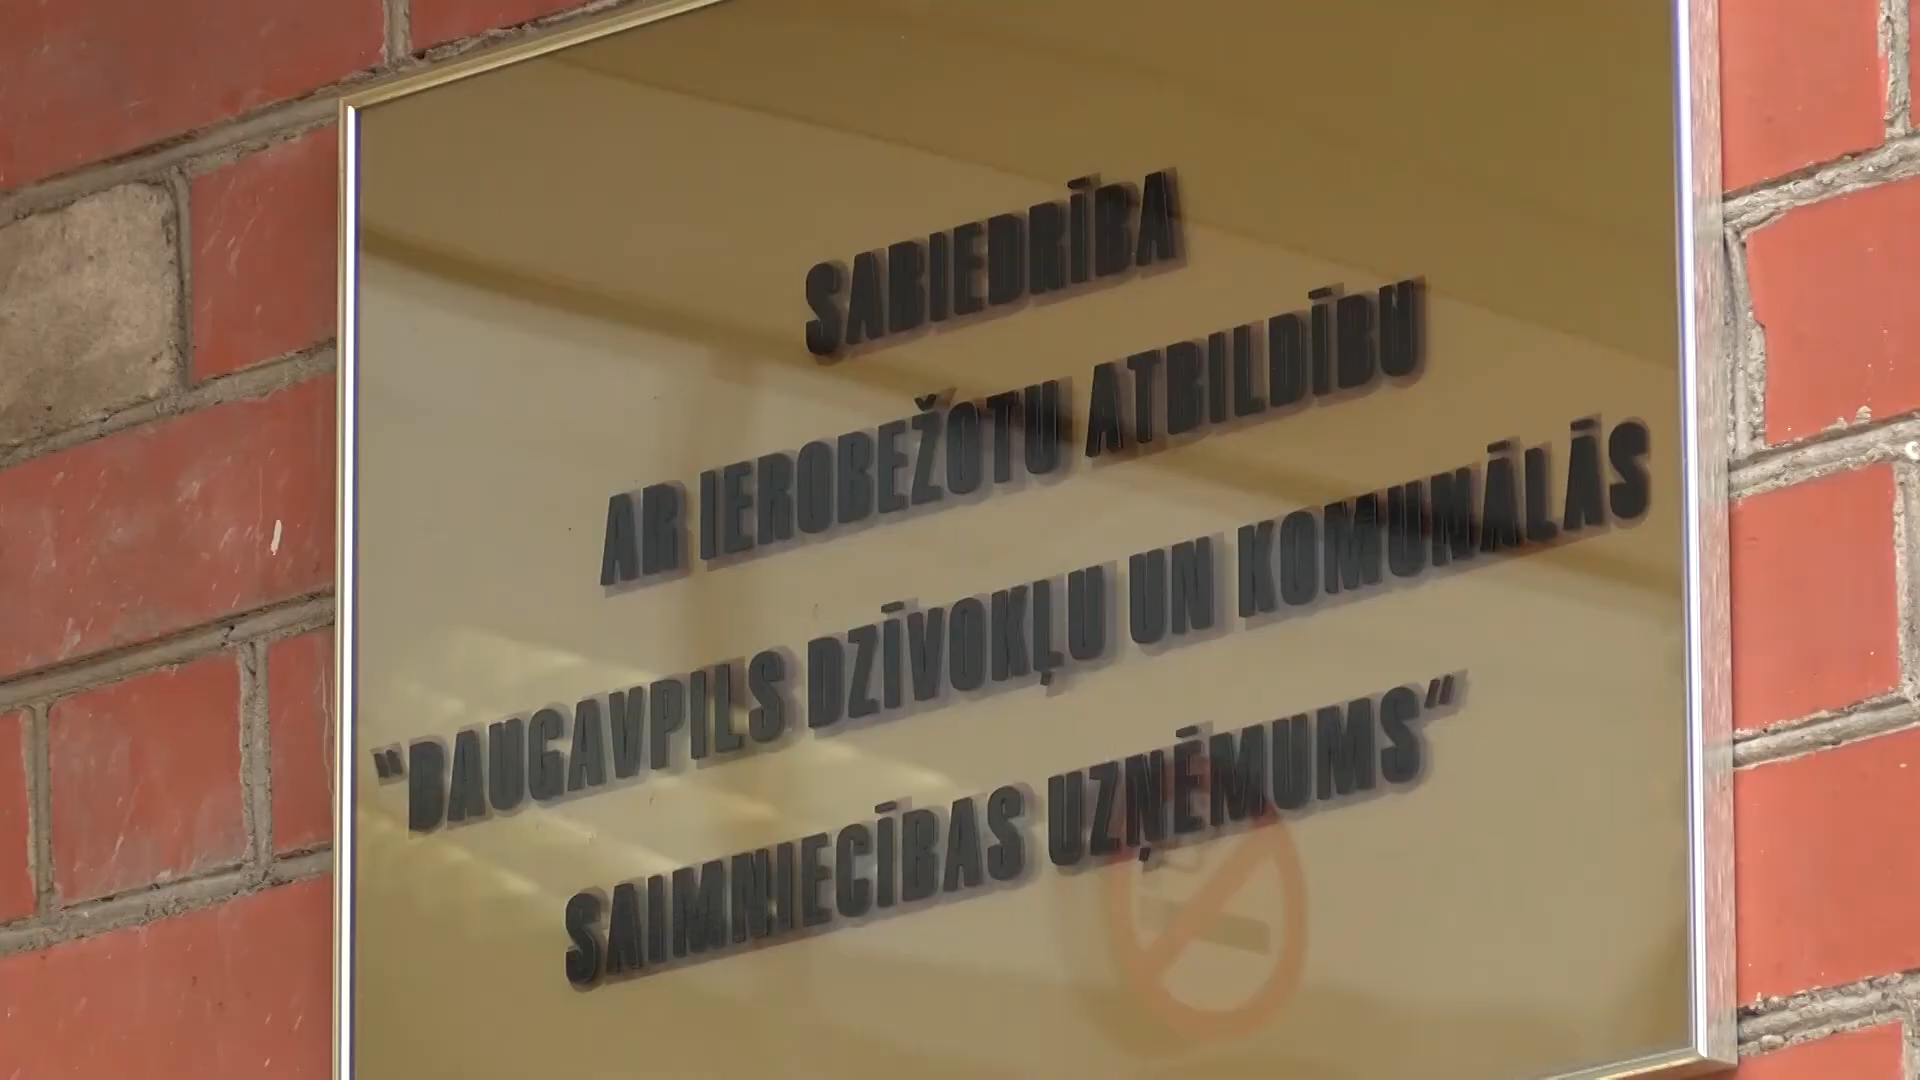 SABIEDRĪBA
AR IEROBEŽOTU ATBILDĪBU
“DAUGAVPILS DZĪVOKĻU UN KOMUNĀLĀS
SAIMNIECĪBAS UZŅĒMUMS“